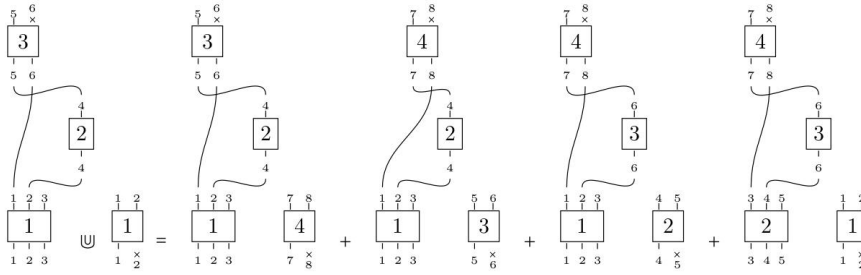 5 6 5 6 7 8 7 8 7 8
× × × × ×
3 3 4 4 4
5 6 5 6 7 8 7 8 7 8
4 4 4 6 6
2 2 2 3 3
4 4 4 6 6
1 2 3 1 2 1 2 3 7 8 1 2 3 5 6 1 2 3 4 5 3 4 5 1 2
1 ⋓ 1 = 1 4 + 1 3 + 1 2 + 2 1
× × × ×
1 2 3 1 2 1 2 3 7 8 1 2 3 5 6 1 2 3 4 5 3 4 5 1 2